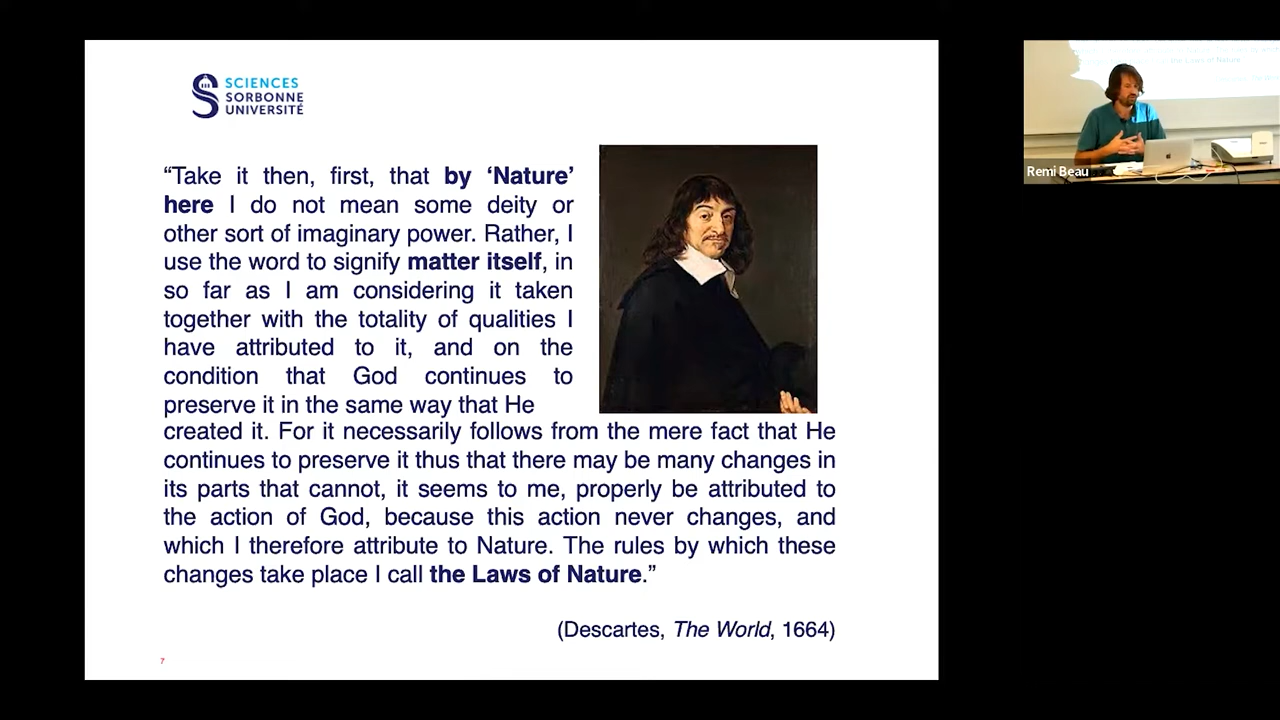 SCIENCES
SORBONNE
UNIVERSITÉ
“Take it then, first, that by ‘Nature’
here I do not mean some deity or
other sort of imaginary power. Rather, I
use the word to signify matter itself, in
so far as I am considering it taken
together with the totality of qualities I
have attributed to it, and on the
condition that God continues to
preserve it in the same way that He
created it. For it necessarily follows from the mere fact that He
continues to preserve it thus that there may be many changes in
its parts that cannot, it seems to me, properly be attributed to
the action of God, because this action never changes, and
which I therefore attribute to Nature. The rules by which these
changes take place I call the Laws of Nature.”
(Descartes, The World, 1664)
7
the Laws of Nature.
Remi Beau